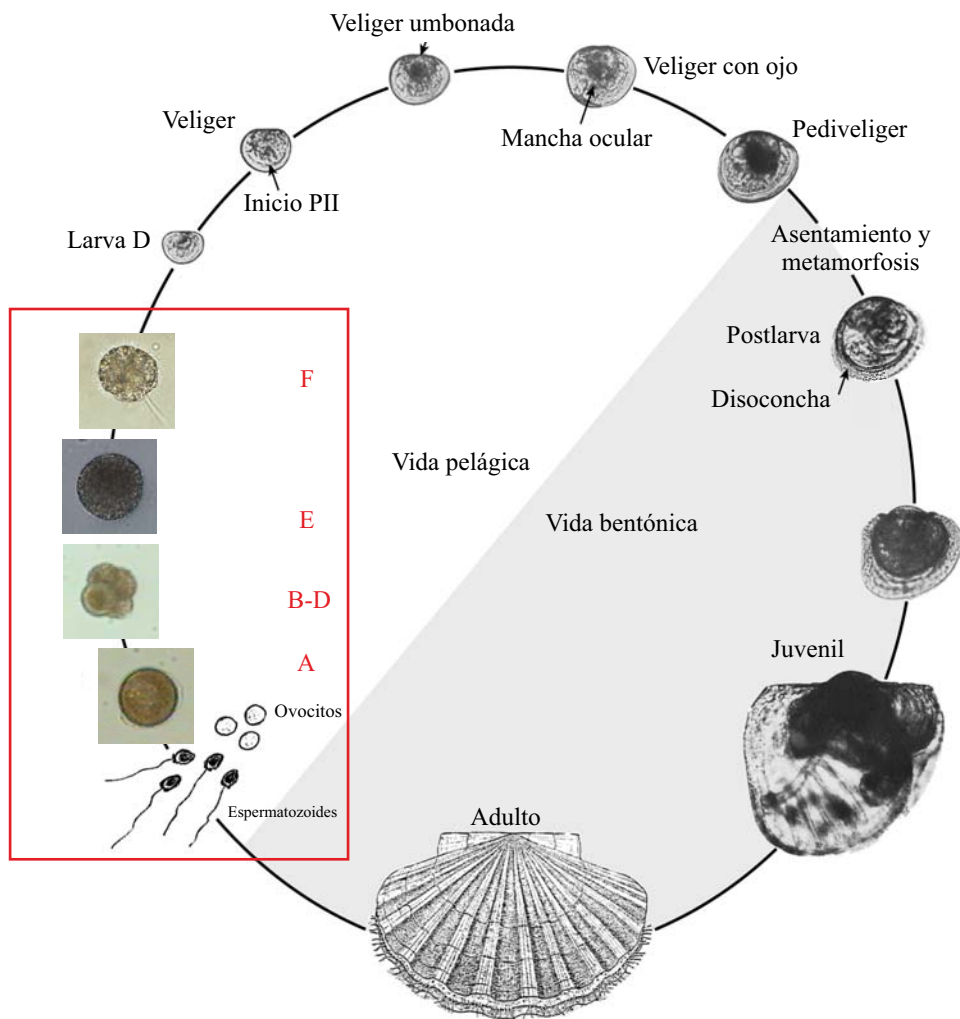 Veliger umbonada
Veliger con ojo
Veliger
Mancha ocular
Pediveliger
Inicio PII
Larva D
Asentamiento y
metamorfosis
Postlarva
F
Disoconcha
Vida pelágica
E
Vida bentónica
B-D
A
Juvenil
Ovocitos
Espermatozoides
Adulto